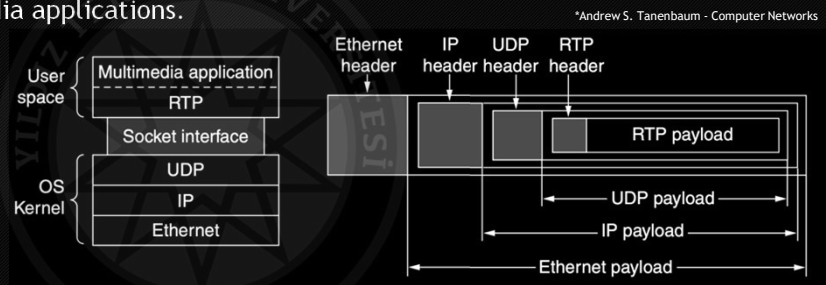 ia applications.
*Andrew S. Tanenbaum - Computer Networks
User space
Multimedia application
RTP
Socket interface
OS Kernel
UDP
IP
Ethernet
Ethernet header
IP header
UDP header
RTP header
RTP payload
UDP payload
IP payload
Ethernet payload
YILDIZ